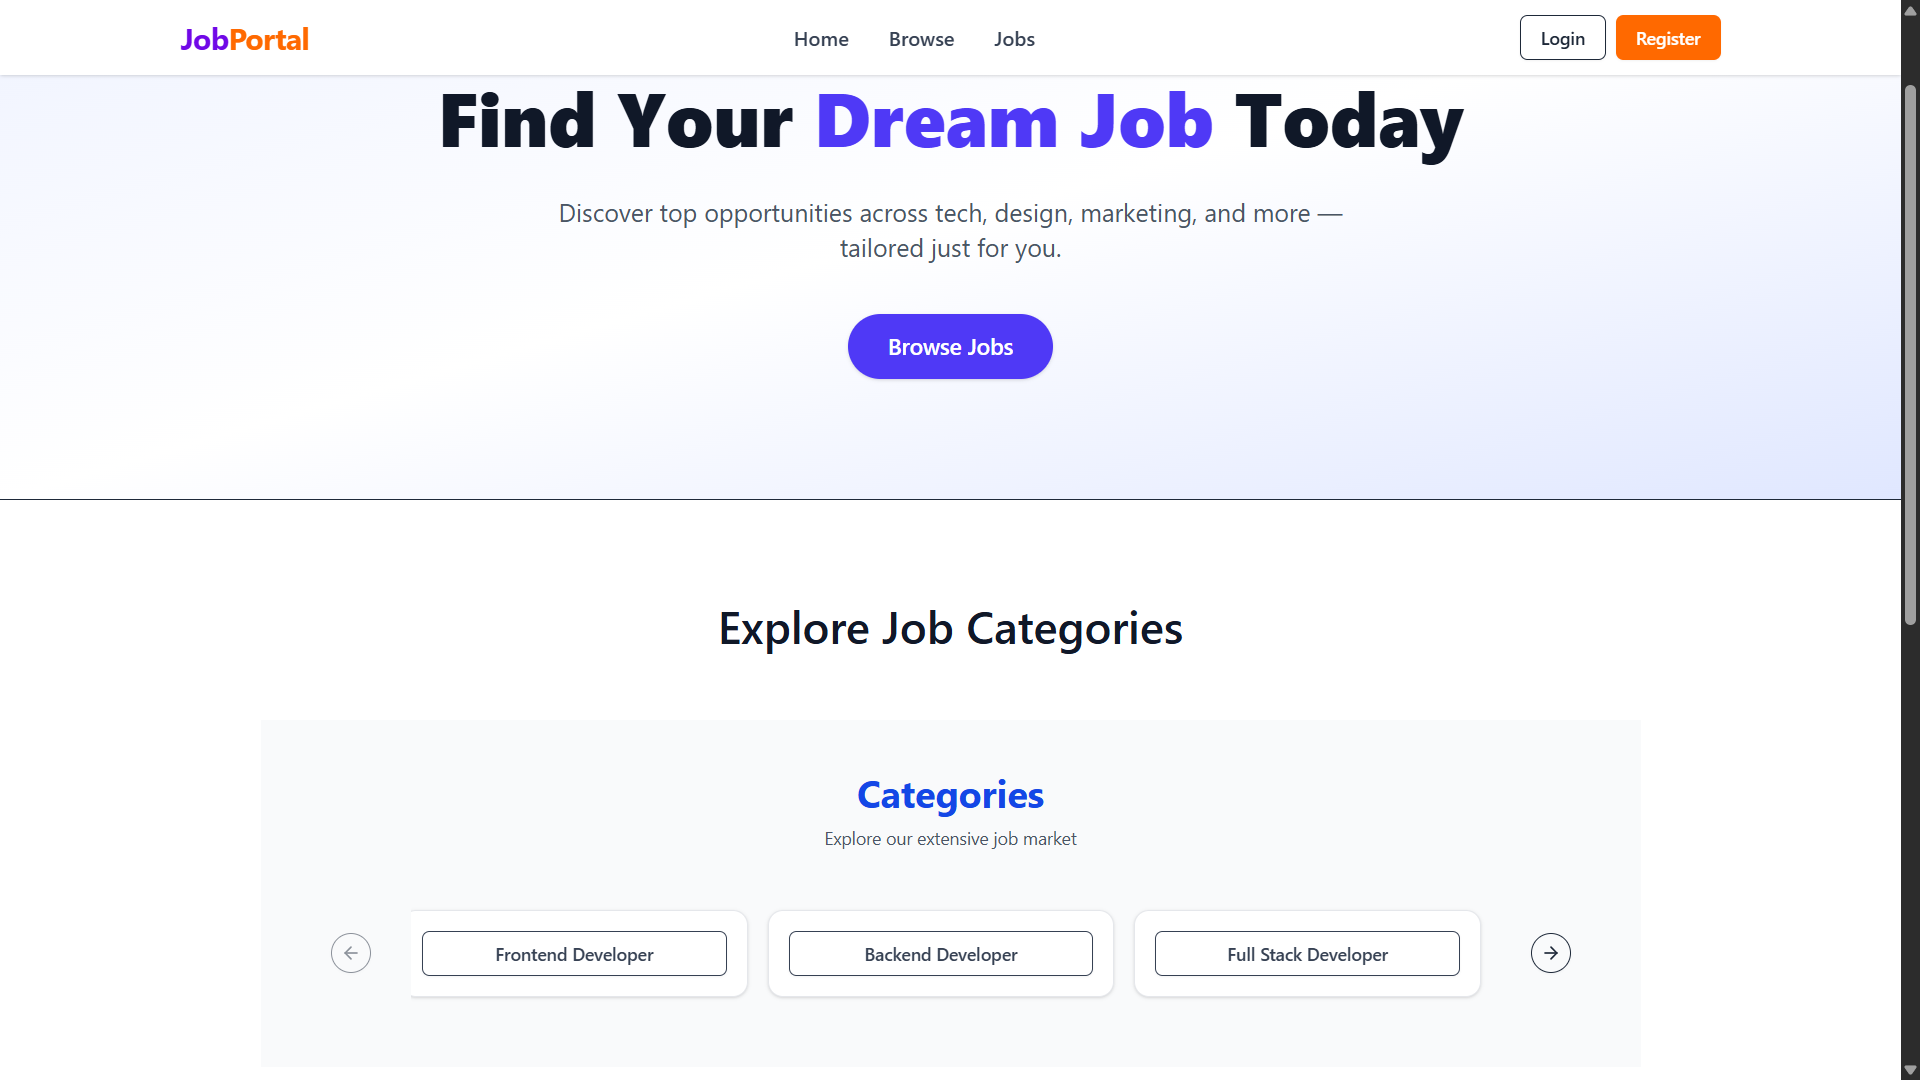 JobPortal
Home
Browse
Jobs
Login
Register
Find Your Dream Job Today
Discover top opportunities across tech, design, marketing, and more —
tailored just for you.
Browse Jobs
Explore Job Categories
Categories
Explore our extensive job market
Frontend Developer
Backend Developer
Full Stack Developer